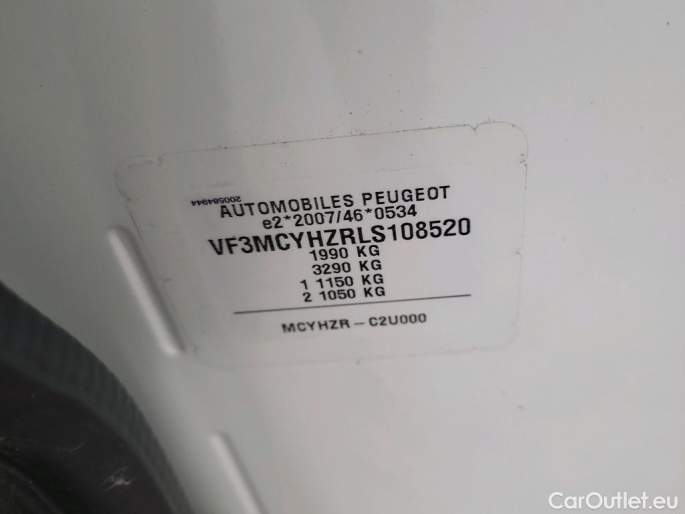 200584944
AUTOMOBILES PEUGEOT
e2*2007/46*0534
VF3MCYHZRLS108520
1990 KG
3290 KG
1 1150 KG
2 1050 KG
MCYHZR – C2U000
CarOutlet.eu